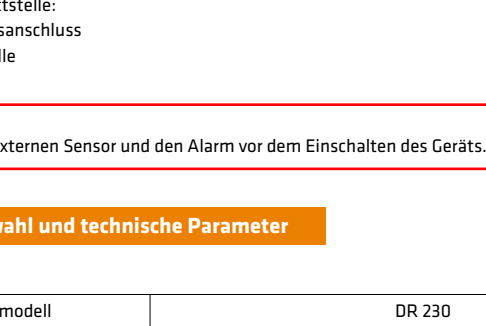 ttstelle:
sanschluss
lle
xternen Sensor und den Alarm vor dem Einschalten des Geräts.
wahl und technische Parameter
modell DR 230